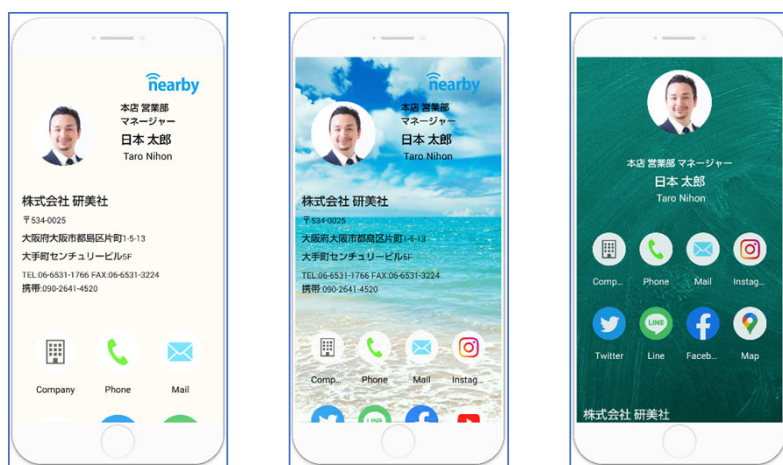 nearby
本店 営業部
マネージャー
日本 太郎
Taro Nihon
株式会社 研美社
〒534-0025
大阪府大阪市都島区片町1-5-13
大手町センチュリービル5F
TEL:06-6531-1766 FAX:06-6531-3224
携帯:090-2641-4520
Company Phone Mail
nearby
本店 営業部
マネージャー
日本 太郎
Taro Nihon
株式会社 研美社
〒534-0025
大阪府大阪市都島区片町1-5-13
大手町センチュリービル5F
TEL:06-6531-1766 FAX:06-6531-3224
携帯:090-2641-4520
Comp... Phone Mail Instag...
LINE
本店 営業部 マネージャー
日本 太郎
Taro Nihon
Comp... Phone Mail Instag...
LINE
Twitter Line Faceb... Map
株式会社 研美社